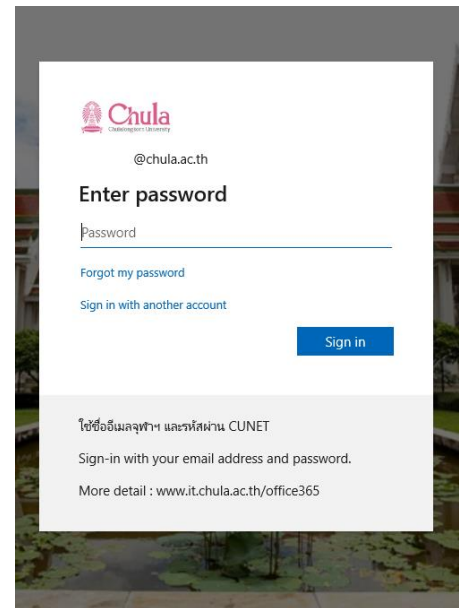 Chula
Chulalongkorn University
@chula.ac.th
Enter password
Password
Forgot my password
Sign in with another account
Sign in
ใช้ชื่ออีเมลจุฬาฯ และรหัสผ่าน CUNET
Sign-in with your email address and password.
More detail : www.it.chula.ac.th/office365